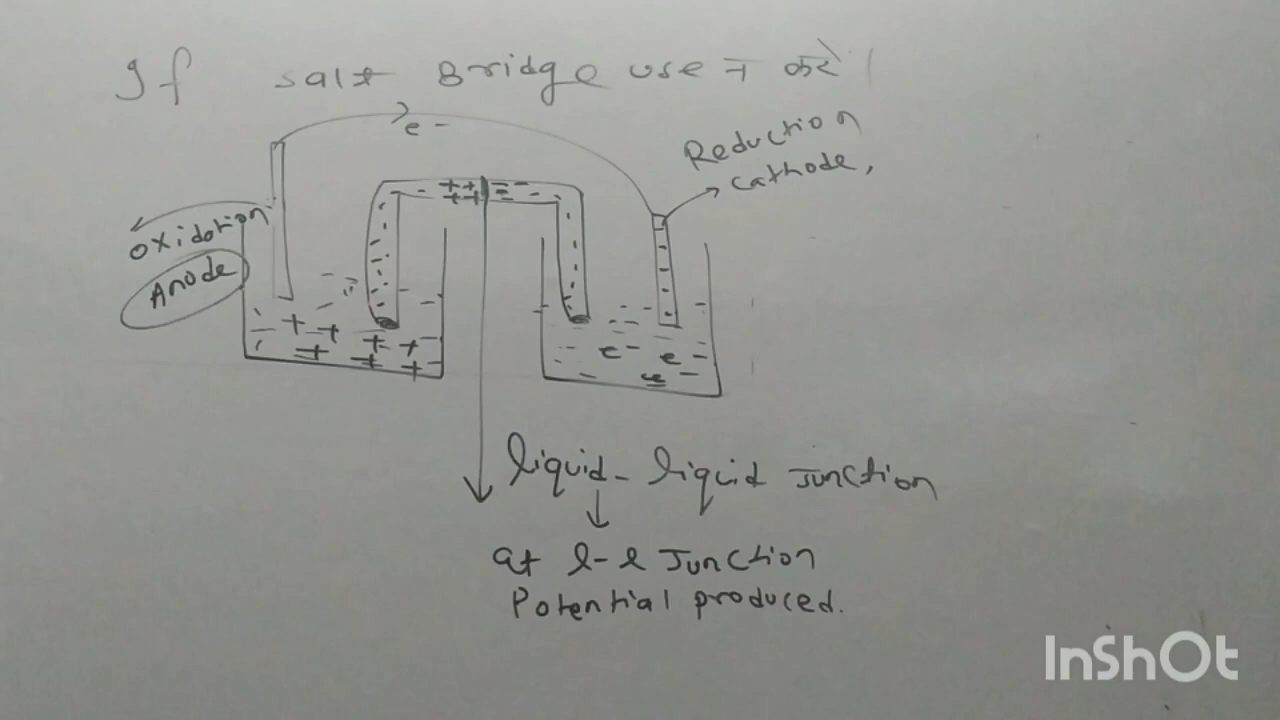 If salt Bridge use न करे।
e-
Reduction
Cathode,
oxidation
Anode
++ --
++ -
+ + + +
+ + +
e- e-
e
liquid-liquid Junction
at l-l Junction
Potential produced.
InShOt